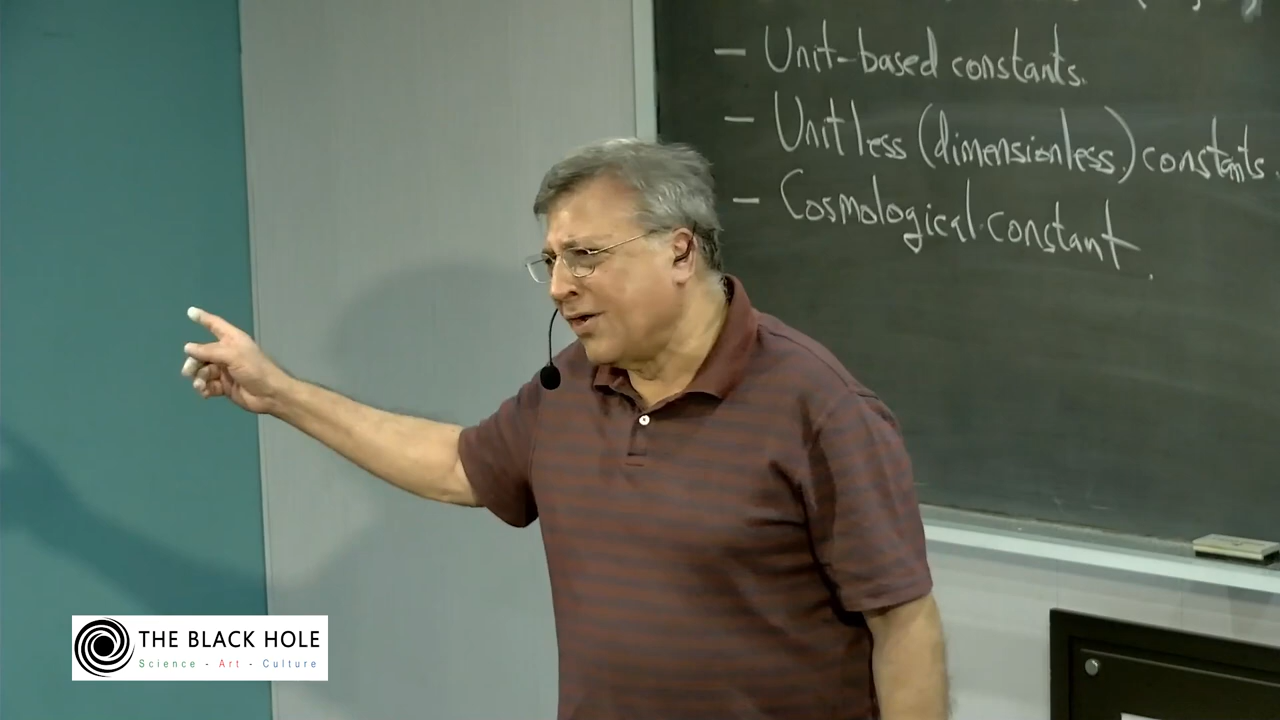 — Unit-based constants.
— Unitless (dimensionless) constants.
— Cosmological constant.
THE BLACK HOLE
Science - Art - Culture